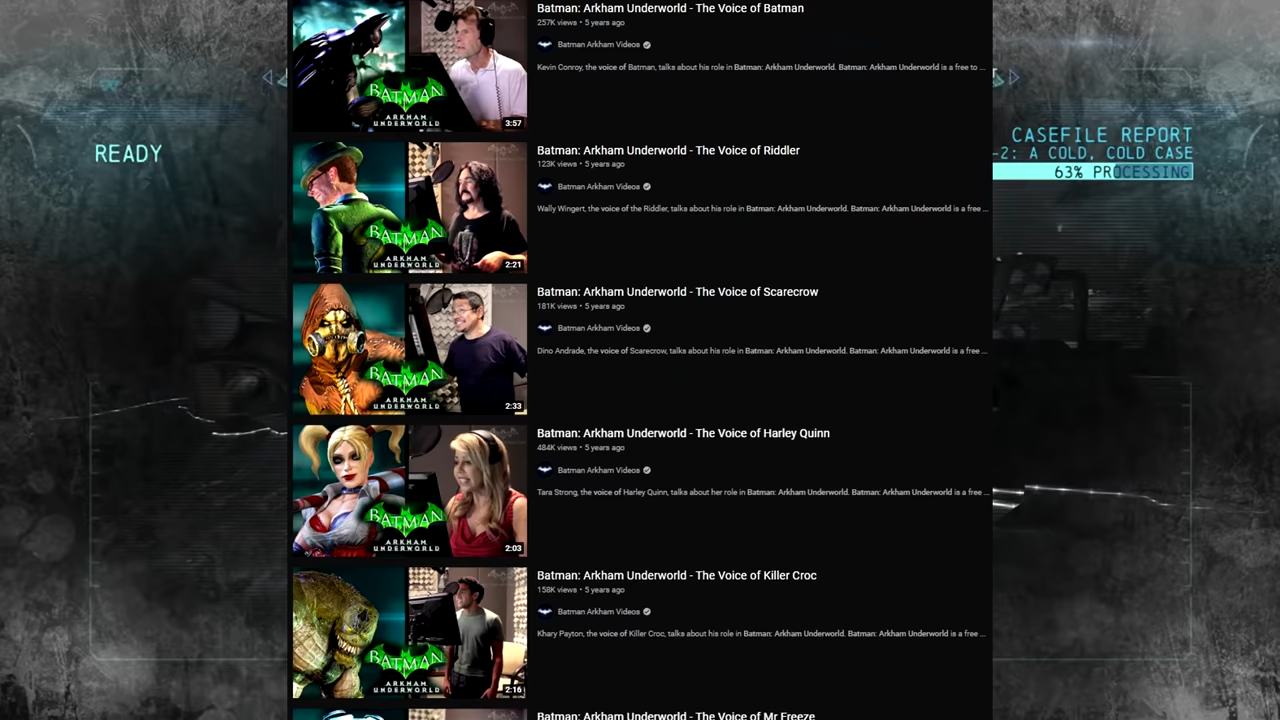 Batman: Arkham Underworld - The Voice of Batman
257K views • 5 years ago
Batman Arkham Videos
Kevin Conroy, the voice of Batman, talks about his role in Batman: Arkham Underworld. Batman: Arkham Underworld is a free to ...
BATMAN
ARKHAM
UNDERWORLD
3:57
READY
CASEFILE REPORT
-2: A COLD, COLD CASE
63% PROCESSING
Batman: Arkham Underworld - The Voice of Riddler
123K views • 5 years ago
Batman Arkham Videos
Wally Wingert, the voice of the Riddler, talks about his role in Batman: Arkham Underworld. Batman: Arkham Underworld is a free ...
BATMAN
ARKHAM
UNDERWORLD
2:21
Batman: Arkham Underworld - The Voice of Scarecrow
181K views • 5 years ago
Batman Arkham Videos
Dino Andrade, the voice of Scarecrow, talks about his role in Batman: Arkham Underworld. Batman: Arkham Underworld is a free ...
BATMAN
ARKHAM
UNDERWORLD
2:33
Batman: Arkham Underworld - The Voice of Harley Quinn
484K views • 5 years ago
Batman Arkham Videos
Tara Strong, the voice of Harley Quinn, talks about her role in Batman: Arkham Underworld. Batman: Arkham Underworld is a free ...
BATMAN
ARKHAM
UNDERWORLD
2:03
Batman: Arkham Underworld - The Voice of Killer Croc
158K views • 5 years ago
Batman Arkham Videos
Khary Payton, the voice of Killer Croc, talks about his role in Batman: Arkham Underworld. Batman: Arkham Underworld is a free ...
BATMAN
ARKHAM
UNDERWORLD
2:16
Batman: Arkham Underworld - The Voice of Mr Freeze